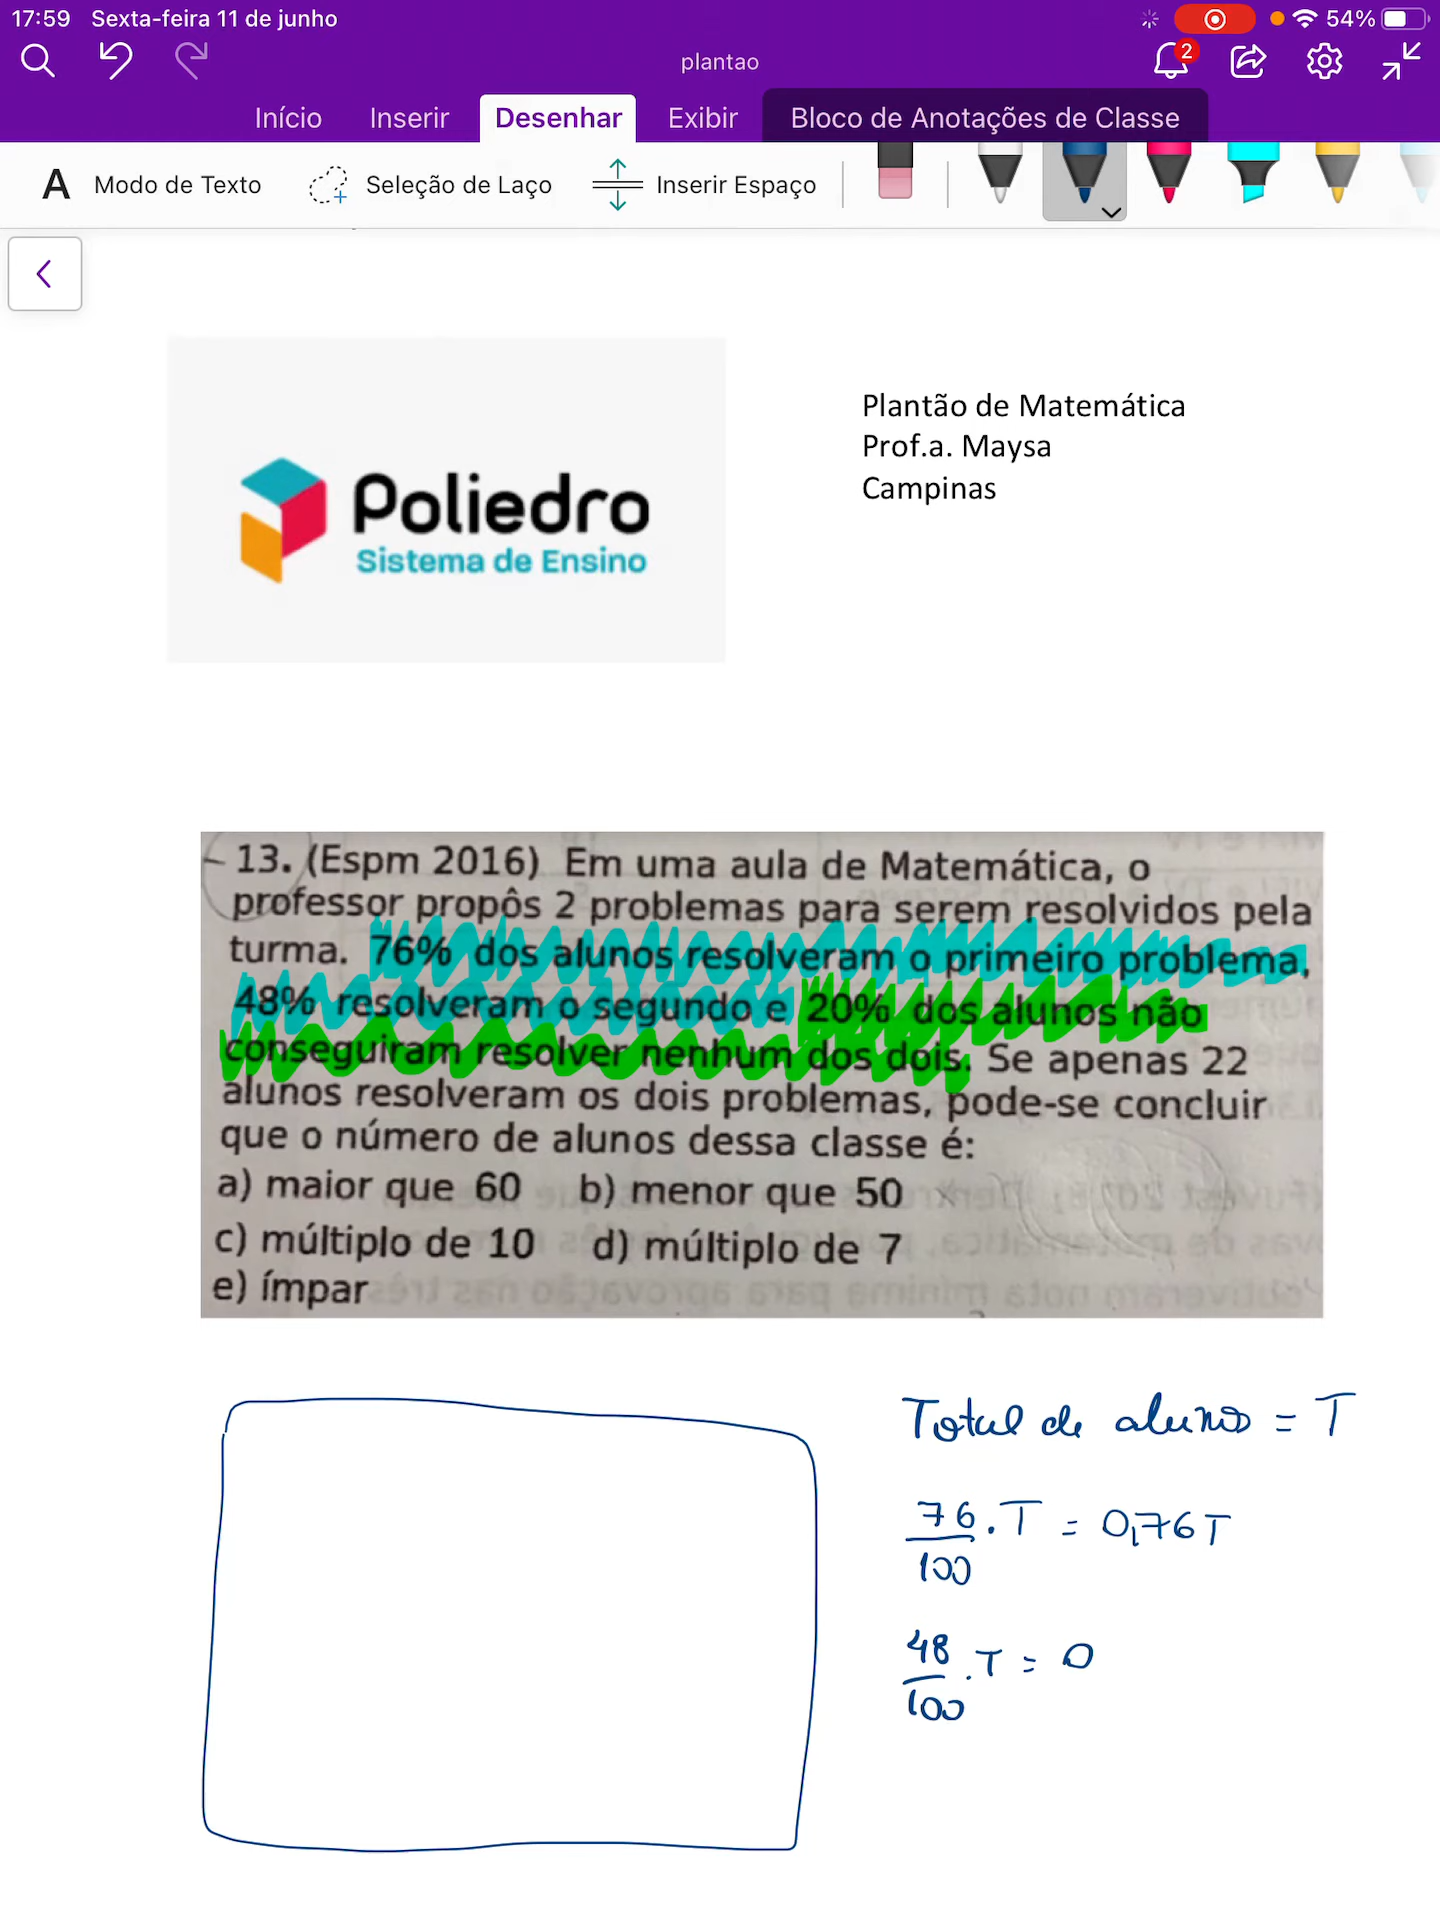 17:59 Sexta-feira 11 de junho
54%
2
plantao
Início Inserir Desenhar Exibir Bloco de Anotações de Classe
A Modo de Texto Seleção de Laço Inserir Espaço
Poliedro
Sistema de Ensino
Plantão de Matemática
Prof.a. Maysa
Campinas
13. (Espm 2016) Em uma aula de Matemática, o
professor propôs 2 problemas para serem resolvidos pela
turma. 76% dos alunos resolveram o primeiro problema,
48% resolveram o segundo e 20% dos alunos não
conseguiram resolver nenhum dos dois. Se apenas 22
alunos resolveram os dois problemas, pode-se concluir
que o número de alunos dessa classe é:
a) maior que 60 b) menor que 50
c) múltiplo de 10 d) múltiplo de 7
e) ímpar
Total de alunos = T
76/100 . T = 0,76T
48/100 . T = 0